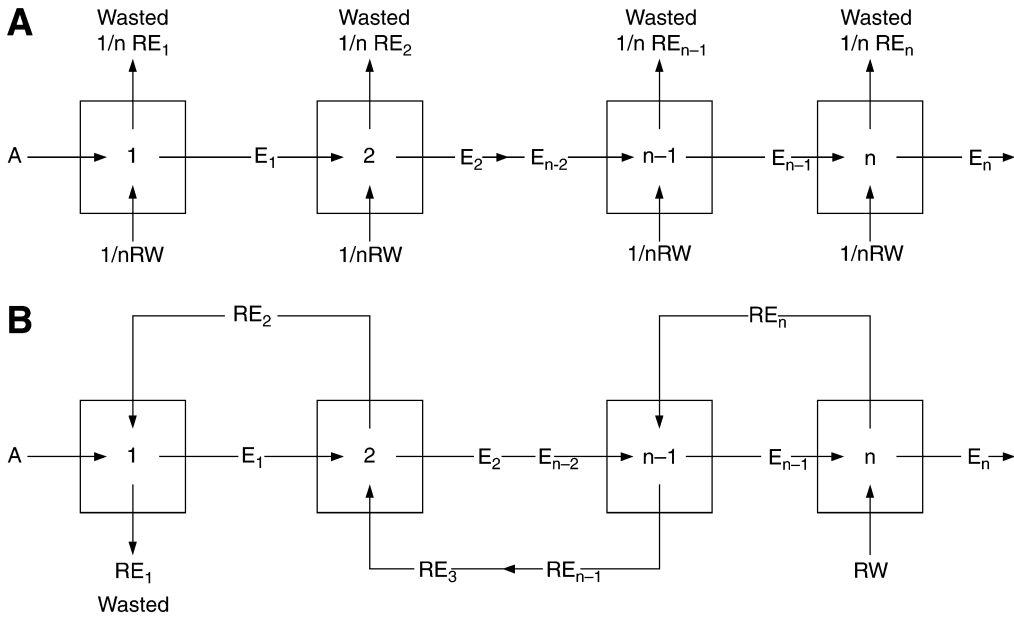 A
Wasted Wasted Wasted Wasted
1/n RE₁ 1/n RE₂ 1/n REₙ₋₁ 1/n REₙ
A 1 E₁ 2 E₂ Eₙ-₂ n–1 Eₙ₋₁ n Eₙ
1/nRW 1/nRW 1/nRW 1/nRW
B
RE₂ REₙ
A 1 E₁ 2 E₂ Eₙ₋₂ n–1 Eₙ₋₁ n Eₙ
RE₁ RE₃ REₙ₋₁ RW
Wasted